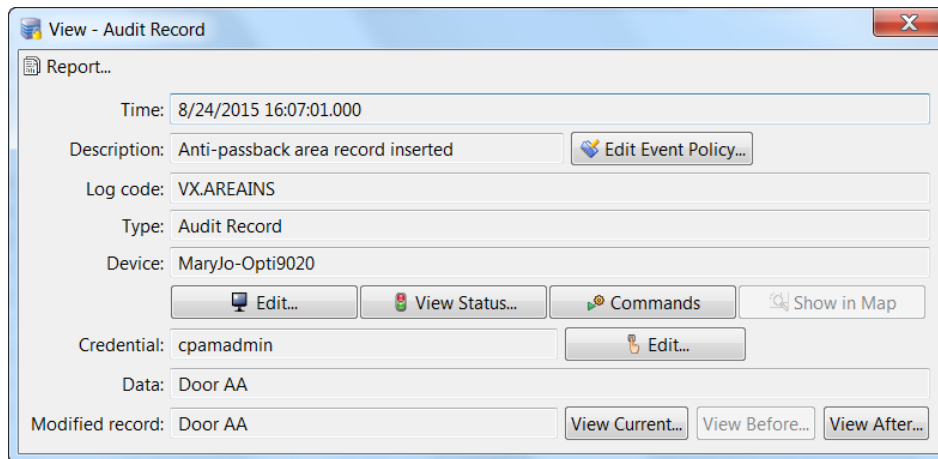 View - Audit Record
Report...
Time: 8/24/2015 16:07:01.000
Description: Anti-passback area record inserted Edit Event Policy...
Log code: VX.AREAINS
Type: Audit Record
Device: MaryJo-Opti9020
Edit... View Status... Commands Show in Map
Credential: cpamadmin Edit...
Data: Door AA
Modified record: Door AA View Current... View Before... View After...